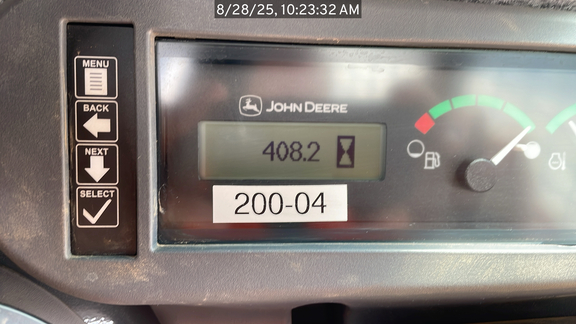 8/28/25, 10:23:32 AM
MENU
BACK
NEXT
SELECT
JOHN DEERE
408.2
200-04